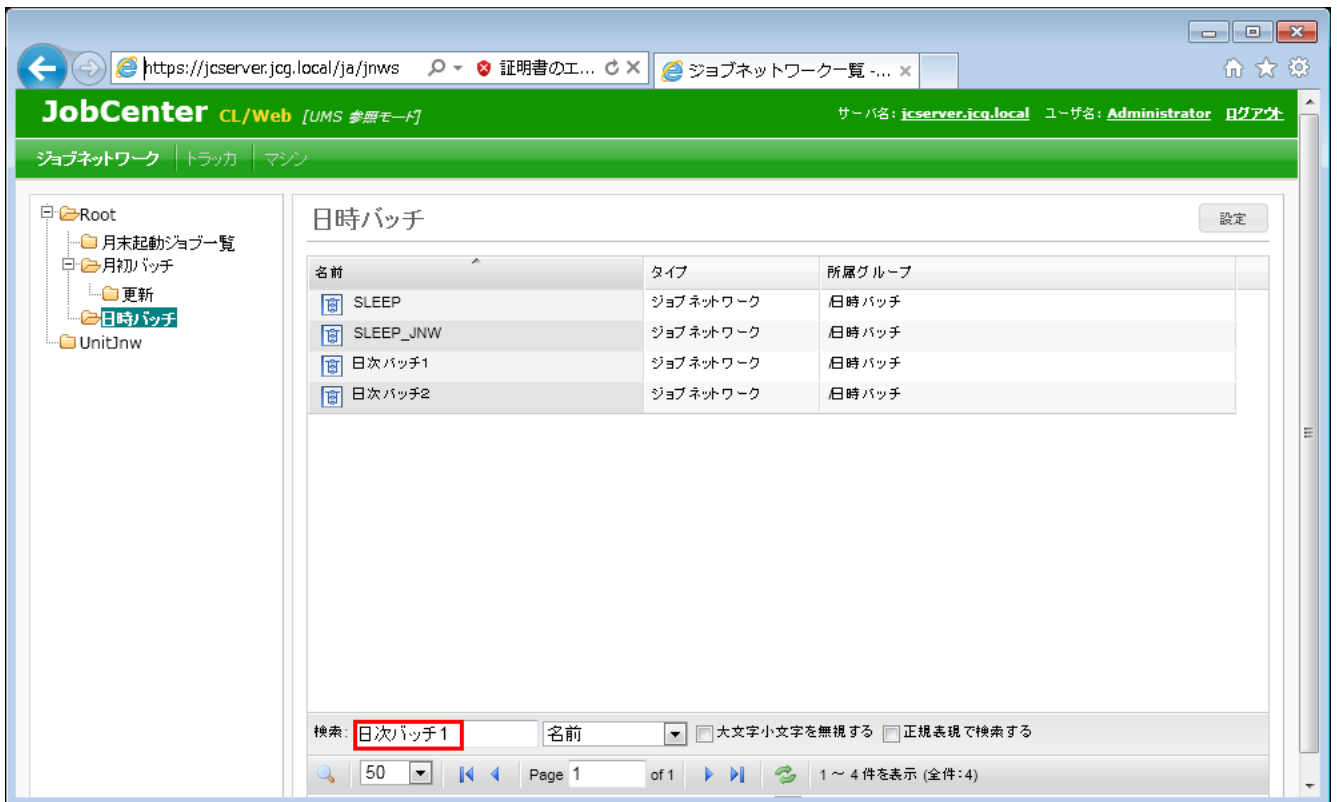 https://jcserver.jcg.local/ja/jnws 証明書のエ... ジョブネットワーク一覧 -...
JobCenter CL/Web [UMS 参照モード] サーバ名: jcserver.jcg.local ユーザ名: Administrator ログアウト
ジョブネットワーク トラッカ マシン
Root
月末起動ジョブ一覧
月初バッチ
更新
日時バッチ
UnitJnw
日時バッチ 設定
名前 タイプ 所属グループ
SLEEP ジョブネットワーク /日時バッチ
SLEEP_JNW ジョブネットワーク /日時バッチ
日次バッチ1 ジョブネットワーク /日時バッチ
日次バッチ2 ジョブネットワーク /日時バッチ
検索: 日次バッチ1 名前 大文字小文字を無視する 正規表現で検索する
50 Page 1 of 1 1 ～ 4 件を表示 (全件:4)